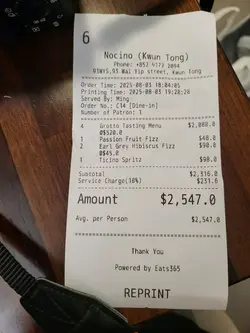 6
Nocino (Kwun Tong)
Phone: +852 5173 2094
Order Time: 2025-08-03 18:04:05
Printing Time: 2025-08-03 19:20:28
Served By: Ming
Order No.: C14 [Dine-in]
Number of Patron: 1
4 Grotto Tasting Menu $2,080.0
@$520.0
1 Passion Fruit Fizz $48.0
2 Earl Grey Hibiscus Fizz $90.0
@$45.0
1 Ticino Spritz $98.0
Subtotal $2,316.0
Service Charge(10%) $231.6
Amount $2,547.0
Avg. per Person $2,547.0
Thank You
Powered by Eats365
REPRINT